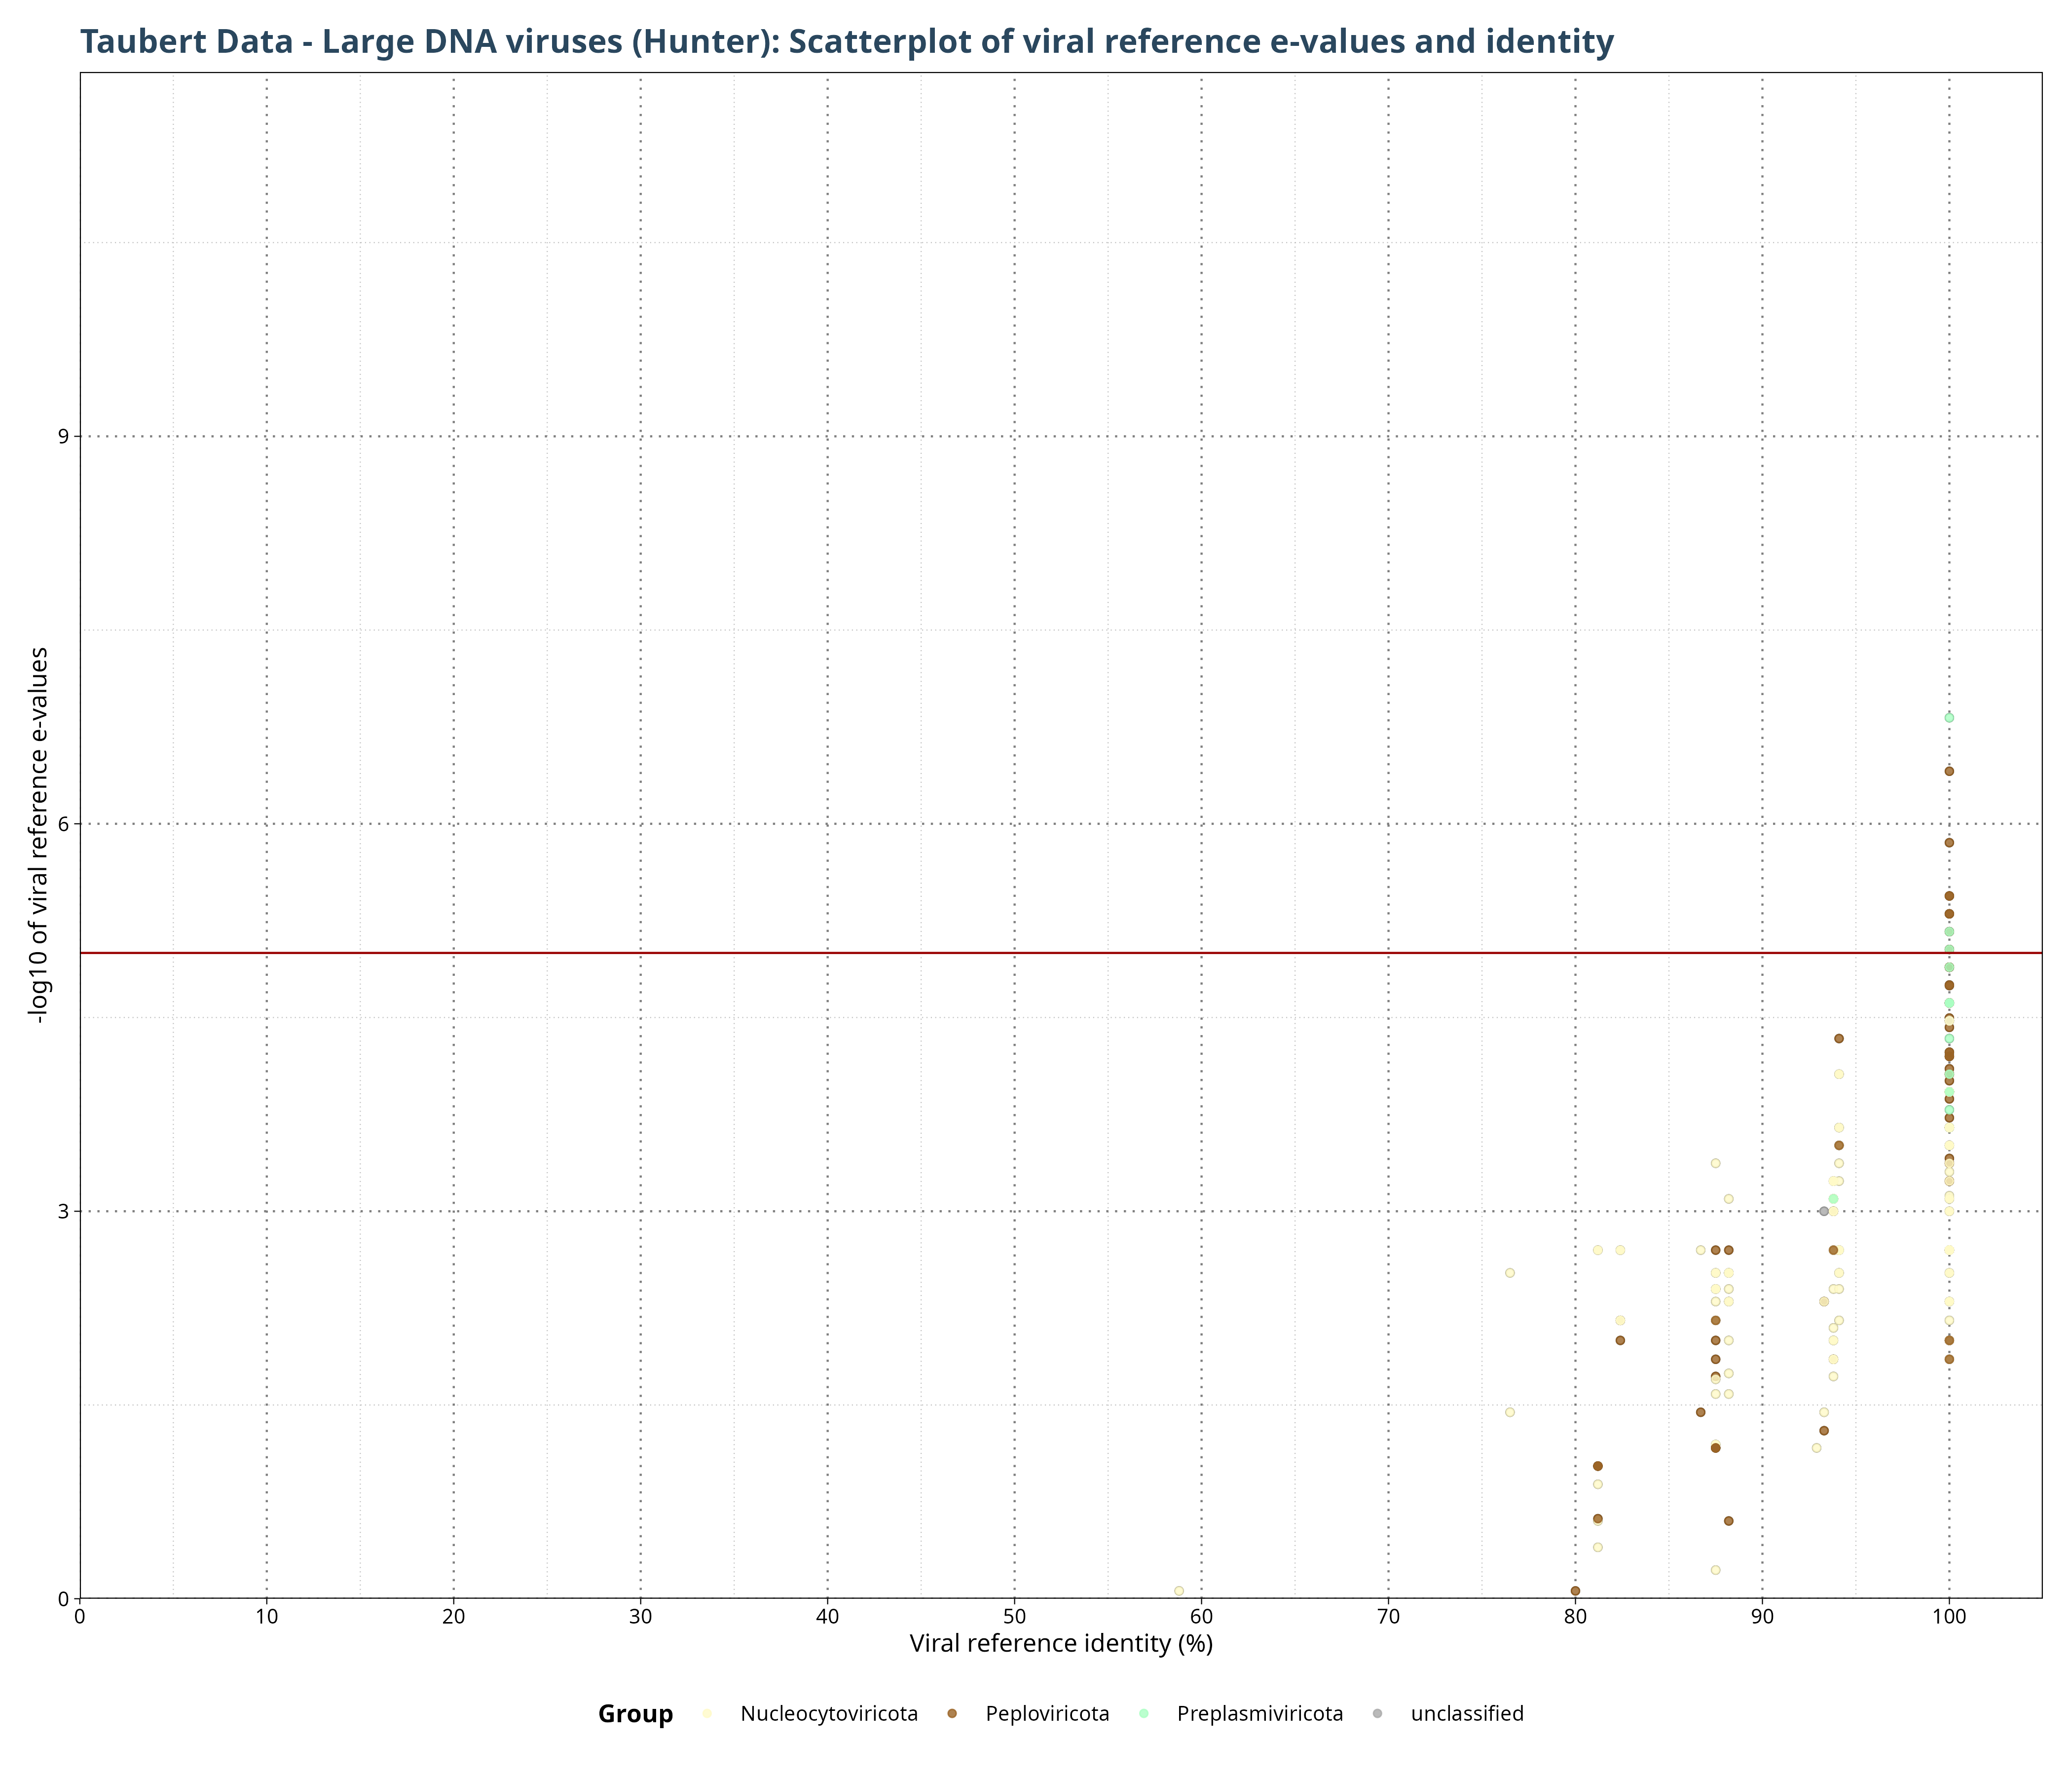 Taubert Data - Large DNA viruses (Hunter): Scatterplot of viral reference e-values and identity
-log10 of viral reference e-values
9
6
3
0
0 10 20 30 40 50 60 70 80 90 100
Viral reference identity (%)
Group Nucleocytoviricota Peploviricota Preplasmiviricota unclassified